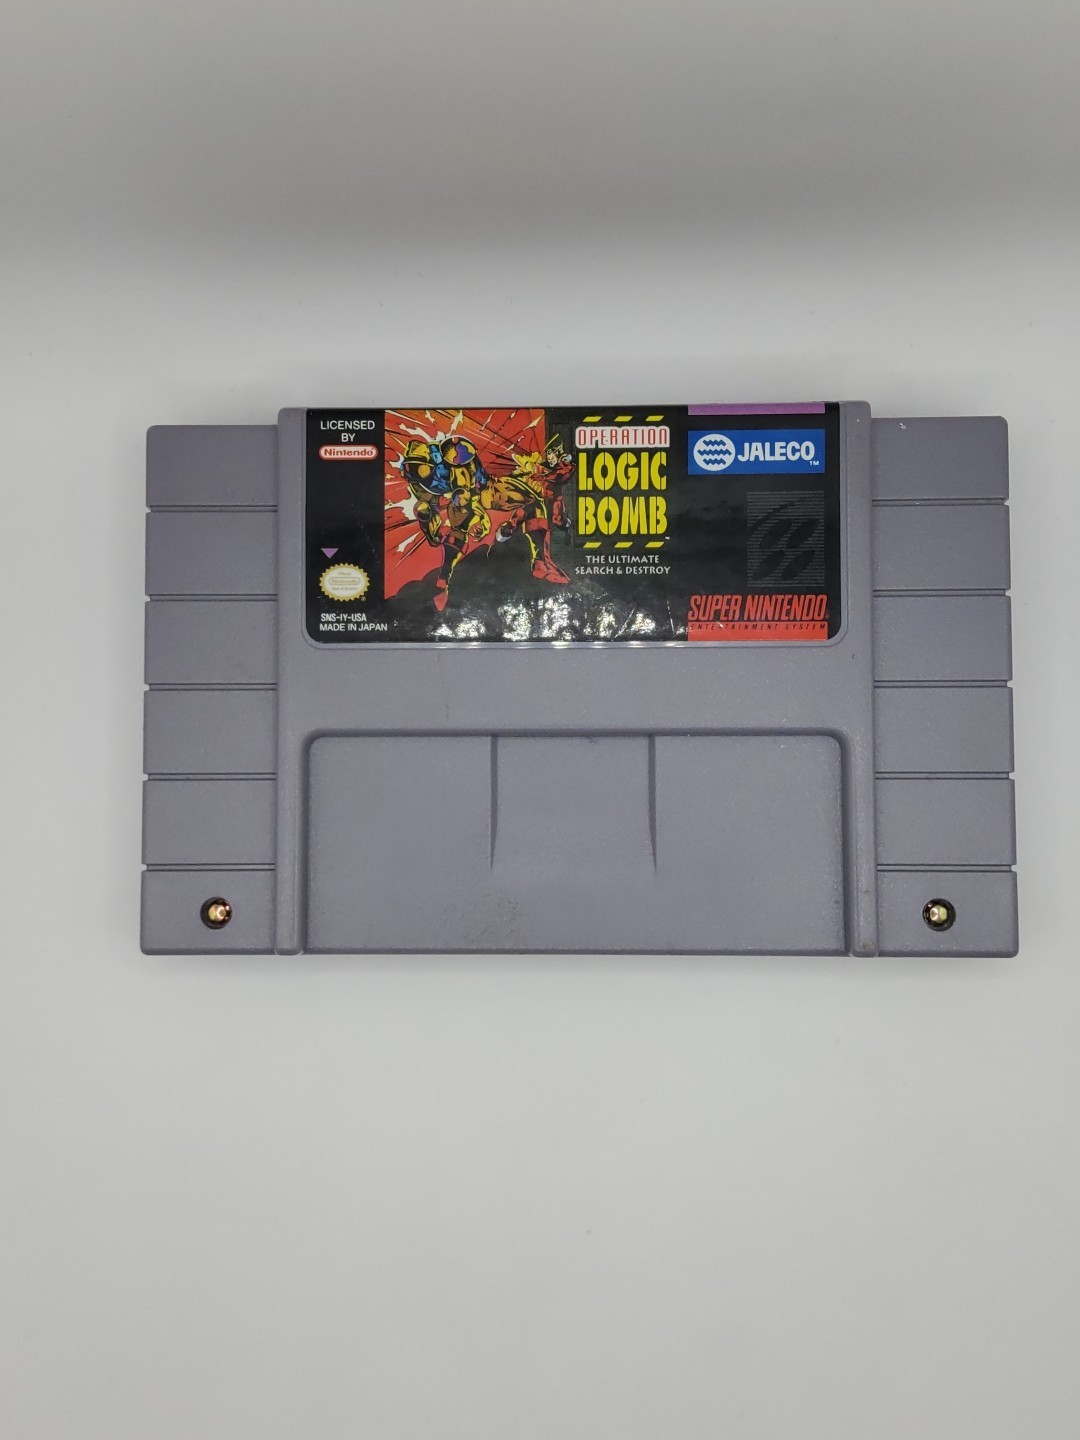 LICENSED
BY
Nintendo
SNS-IY-USA
MADE IN JAPAN
OPERATION
LOGIC
BOMB
THE ULTIMATE
SEARCH & DESTROY
JALECO
TM
SUPER NINTENDO
ENTERTAINMENT SYSTEM